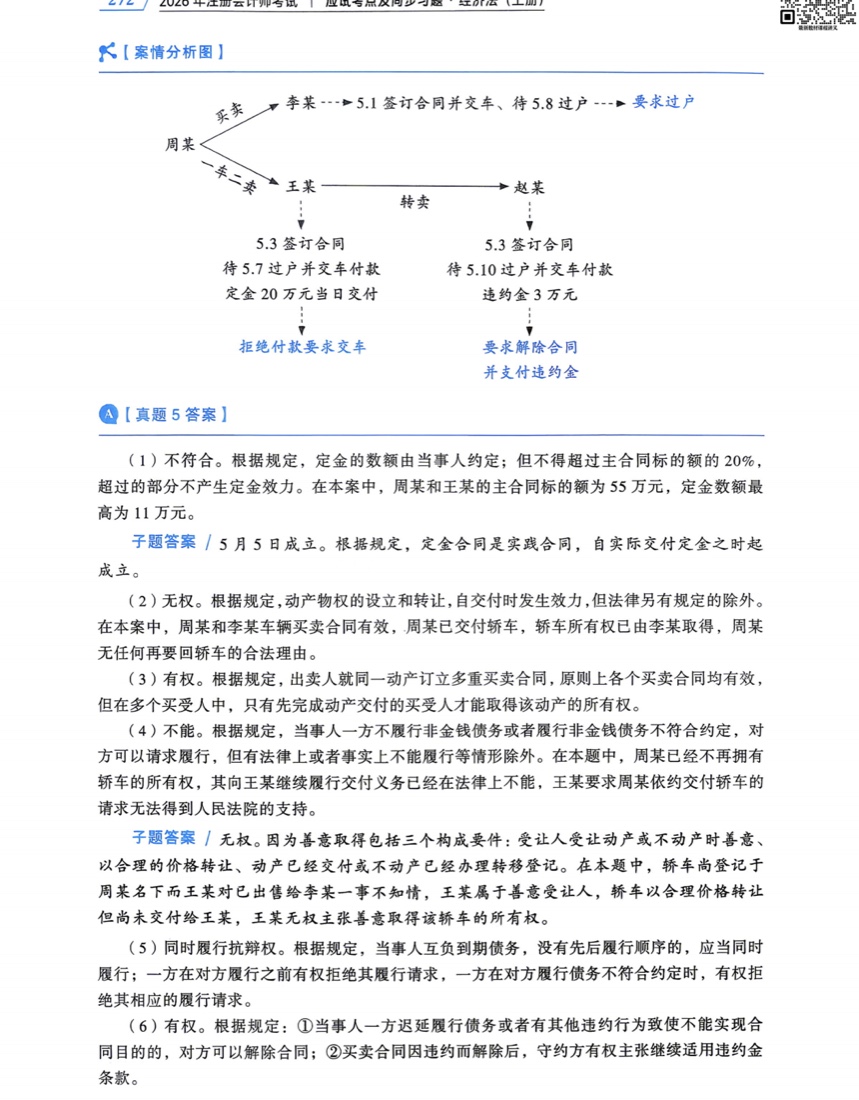 272 2026 年注册会计师考试 | 应试考点及同步习题·经济法(上册)
【案情分析图】
买卖
李某
5.1 签订合同并交车、待 5.8 过户
要求过户
周某
一车二卖
王某
转卖
赵某
5.3 签订合同
待 5.7 过户并交车付款
定金 20 万元当日交付
拒绝付款要求交车
5.3 签订合同
待 5.10 过户并交车付款
违约金 3 万元
要求解除合同
并支付违约金
A【真题 5 答案】
(1)不符合。根据规定，定金的数额由当事人约定；但不得超过主合同标的额的 20%，
超过的部分不产生定金效力。在本案中，周某和王某的主合同标的额为 55 万元，定金数额最
高为 11 万元。
子题答案 / 5 月 5 日成立。根据规定，定金合同是实践合同，自实际交付定金之时起
成立。
(2)无权。根据规定，动产物权的设立和转让，自交付时发生效力，但法律另有规定的除外。
在本案中，周某和李某车辆买卖合同有效，周某已交付轿车，轿车所有权已由李某取得，周某
无任何再要回轿车的合法理由。
(3)有权。根据规定，出卖人就同一动产订立多重买卖合同，原则上各个买卖合同均有效，
但在多个买受人中，只有先完成动产交付的买受人才能取得该动产的所有权。
(4)不能。根据规定，当事人一方不履行非金钱债务或者履行非金钱债务不符合约定，对
方可以请求履行，但有法律上或者事实上不能履行等情形除外。在本题中，周某已经不再拥有
轿车的所有权，其向王某继续履行交付义务已经在法律上不能，王某要求周某依约交付轿车的
请求无法得到人民法院的支持。
子题答案 / 无权。因为善意取得包括三个构成要件：受让人受让动产或不动产时善意、
以合理的价格转让、动产已经交付或不动产已经办理转移登记。在本题中，轿车尚登记于
周某名下而王某对已出售给李某一事不知情，王某属于善意受让人，轿车以合理价格转让
但尚未交付给王某，王某无权主张善意取得该轿车的所有权。
(5)同时履行抗辩权。根据规定，当事人互负到期债务，没有先后履行顺序的，应当同时
履行；一方在对方履行之前有权拒绝其履行请求，一方在对方履行债务不符合约定时，有权拒
绝其相应的履行请求。
(6)有权。根据规定：①当事人一方迟延履行债务或者有其他违约行为致使不能实现合
同目的的，对方可以解除合同；②买卖合同因违约而解除后，守约方有权主张继续适用违约金
条款。